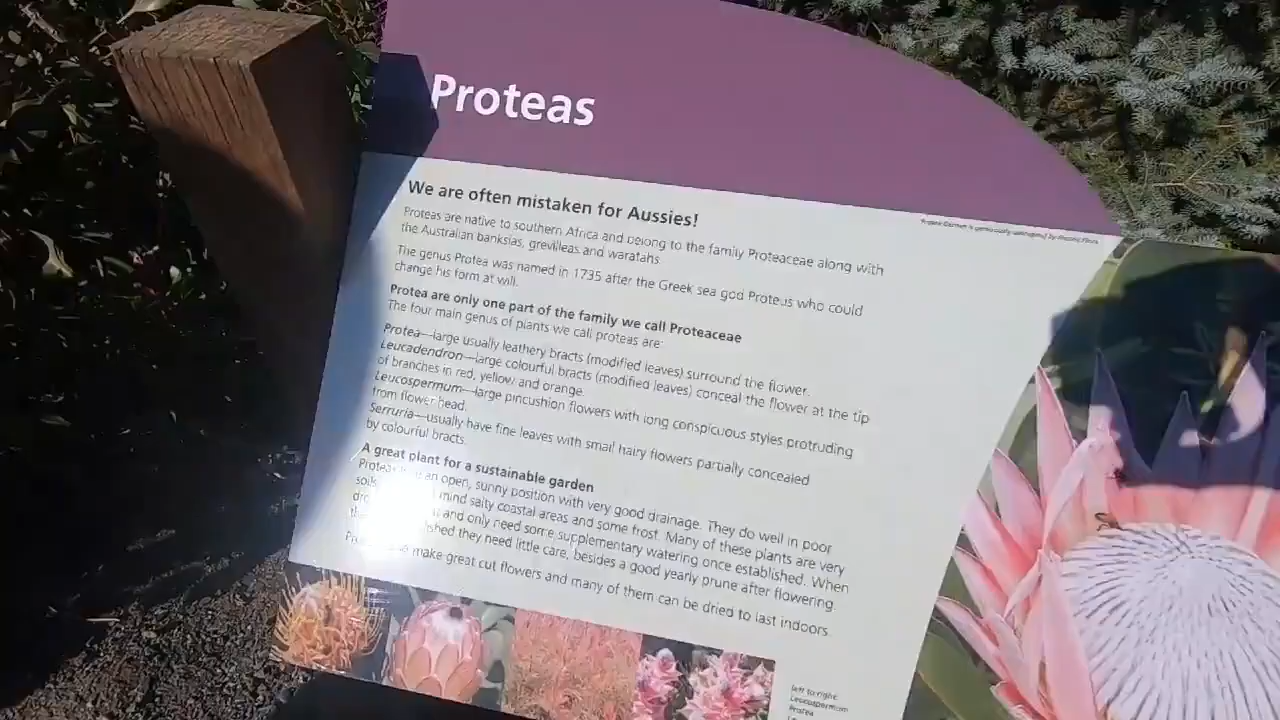 Proteas
We are often mistaken for Aussies!
Proteas are native to southern Africa and belong to the family Proteaceae along with
the Australian banksias, grevilleas and waratahs.
The genus Protea was named in 1735 after the Greek sea god Proteus who could
change his form at will.
Protea are only one part of the family we call Proteaceae
The four main genus of plants we call proteas are:
Protea—large usually leathery bracts (modified leaves) surround the flower.
Leucadendron—large colourful bracts (modified leaves) conceal the flower at the tip
of branches in red, yellow and orange.
Leucospermum—large pincushion flowers with long conspicuous styles protruding
from flower head.
Serruria—usually have fine leaves with small hairy flowers partially concealed
by colourful bracts.
A great plant for a sustainable garden
Proteas an open, sunny position with very good drainage. They do well in poor
mind salty coastal areas and some frost. Many of these plants are very
and only need some supplementary watering once established. When
they need little care, besides a good yearly prune after flowering.
make great cut flowers and many of them can be dried to last indoors.
left to right:
Leucospermum
Protea